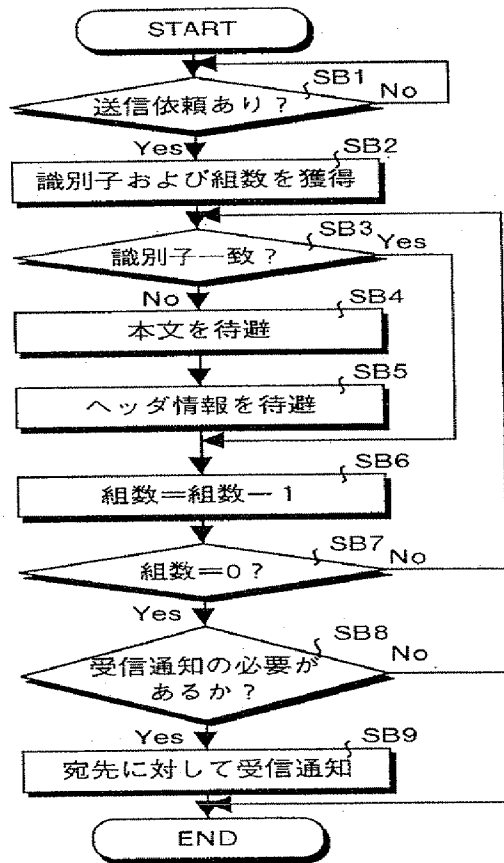 START
SB1
送信依頼あり？
No
Yes
SB2
識別子および組数を獲得
SB3
識別子一致？
Yes
No
SB4
本文を待避
SB5
ヘッダ情報を待避
SB6
組数＝組数－1
SB7
組数＝0？
No
Yes
SB8
受信通知の必要が
あるか？
No
Yes
SB9
宛先に対して受信通知
END